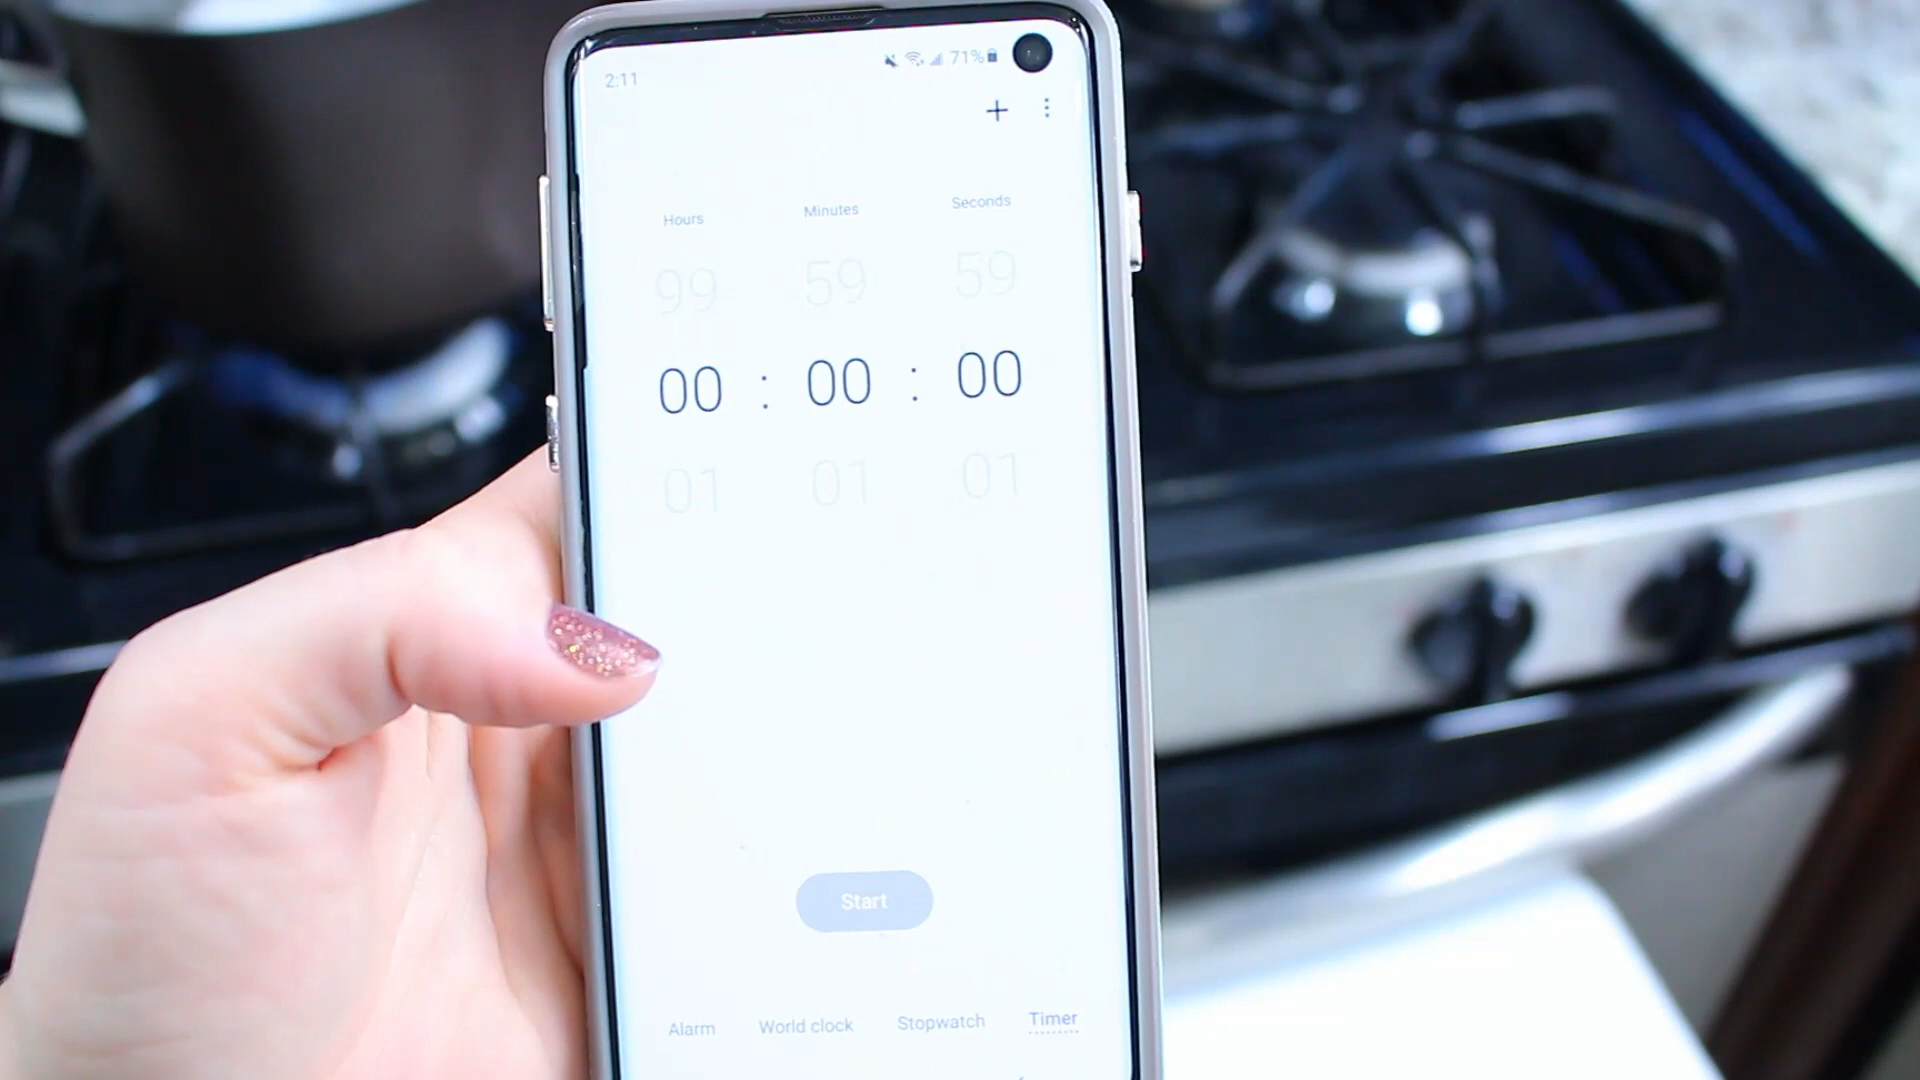 2:11 71%
Hours Minutes Seconds
99 59 59
00 : 00 : 00
01 01 01
Start
Alarm World clock Stopwatch Timer